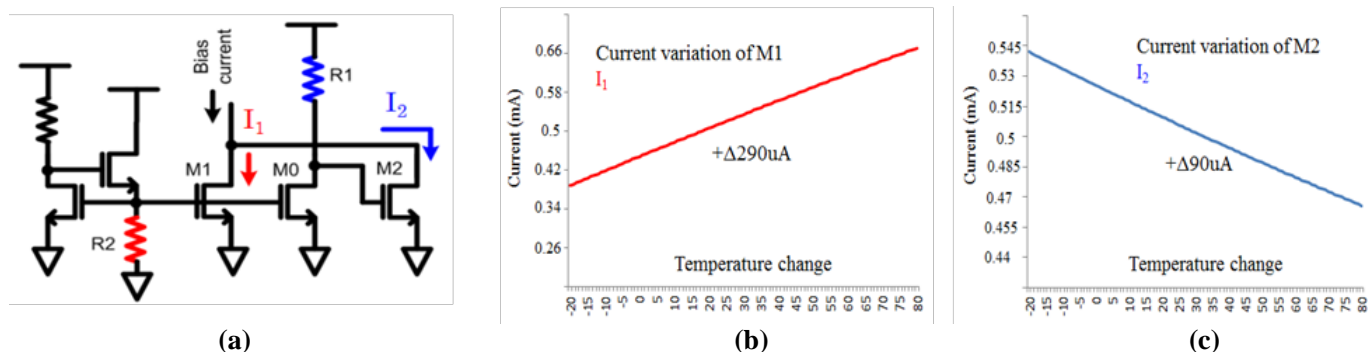 Bias
current
R1
I₁
I₂
M1
M0
M2
R2
(a)
Current variation of M1
I₁
+Δ290uA
Current (mA)
0.66
0.58
0.5
0.42
0.34
0.26
Temperature change
-20 -15 -10 -5 0 5 10 15 20 25 30 35 40 45 50 55 60 65 70 75 80
(b)
Current variation of M2
I₂
+Δ90uA
Current (mA)
0.545
0.53
0.515
0.5
0.485
0.47
0.455
0.44
Temperature change
-20 -15 -10 -5 0 5 10 15 20 25 30 35 40 45 50 55 60 65 70 75 80
(c)